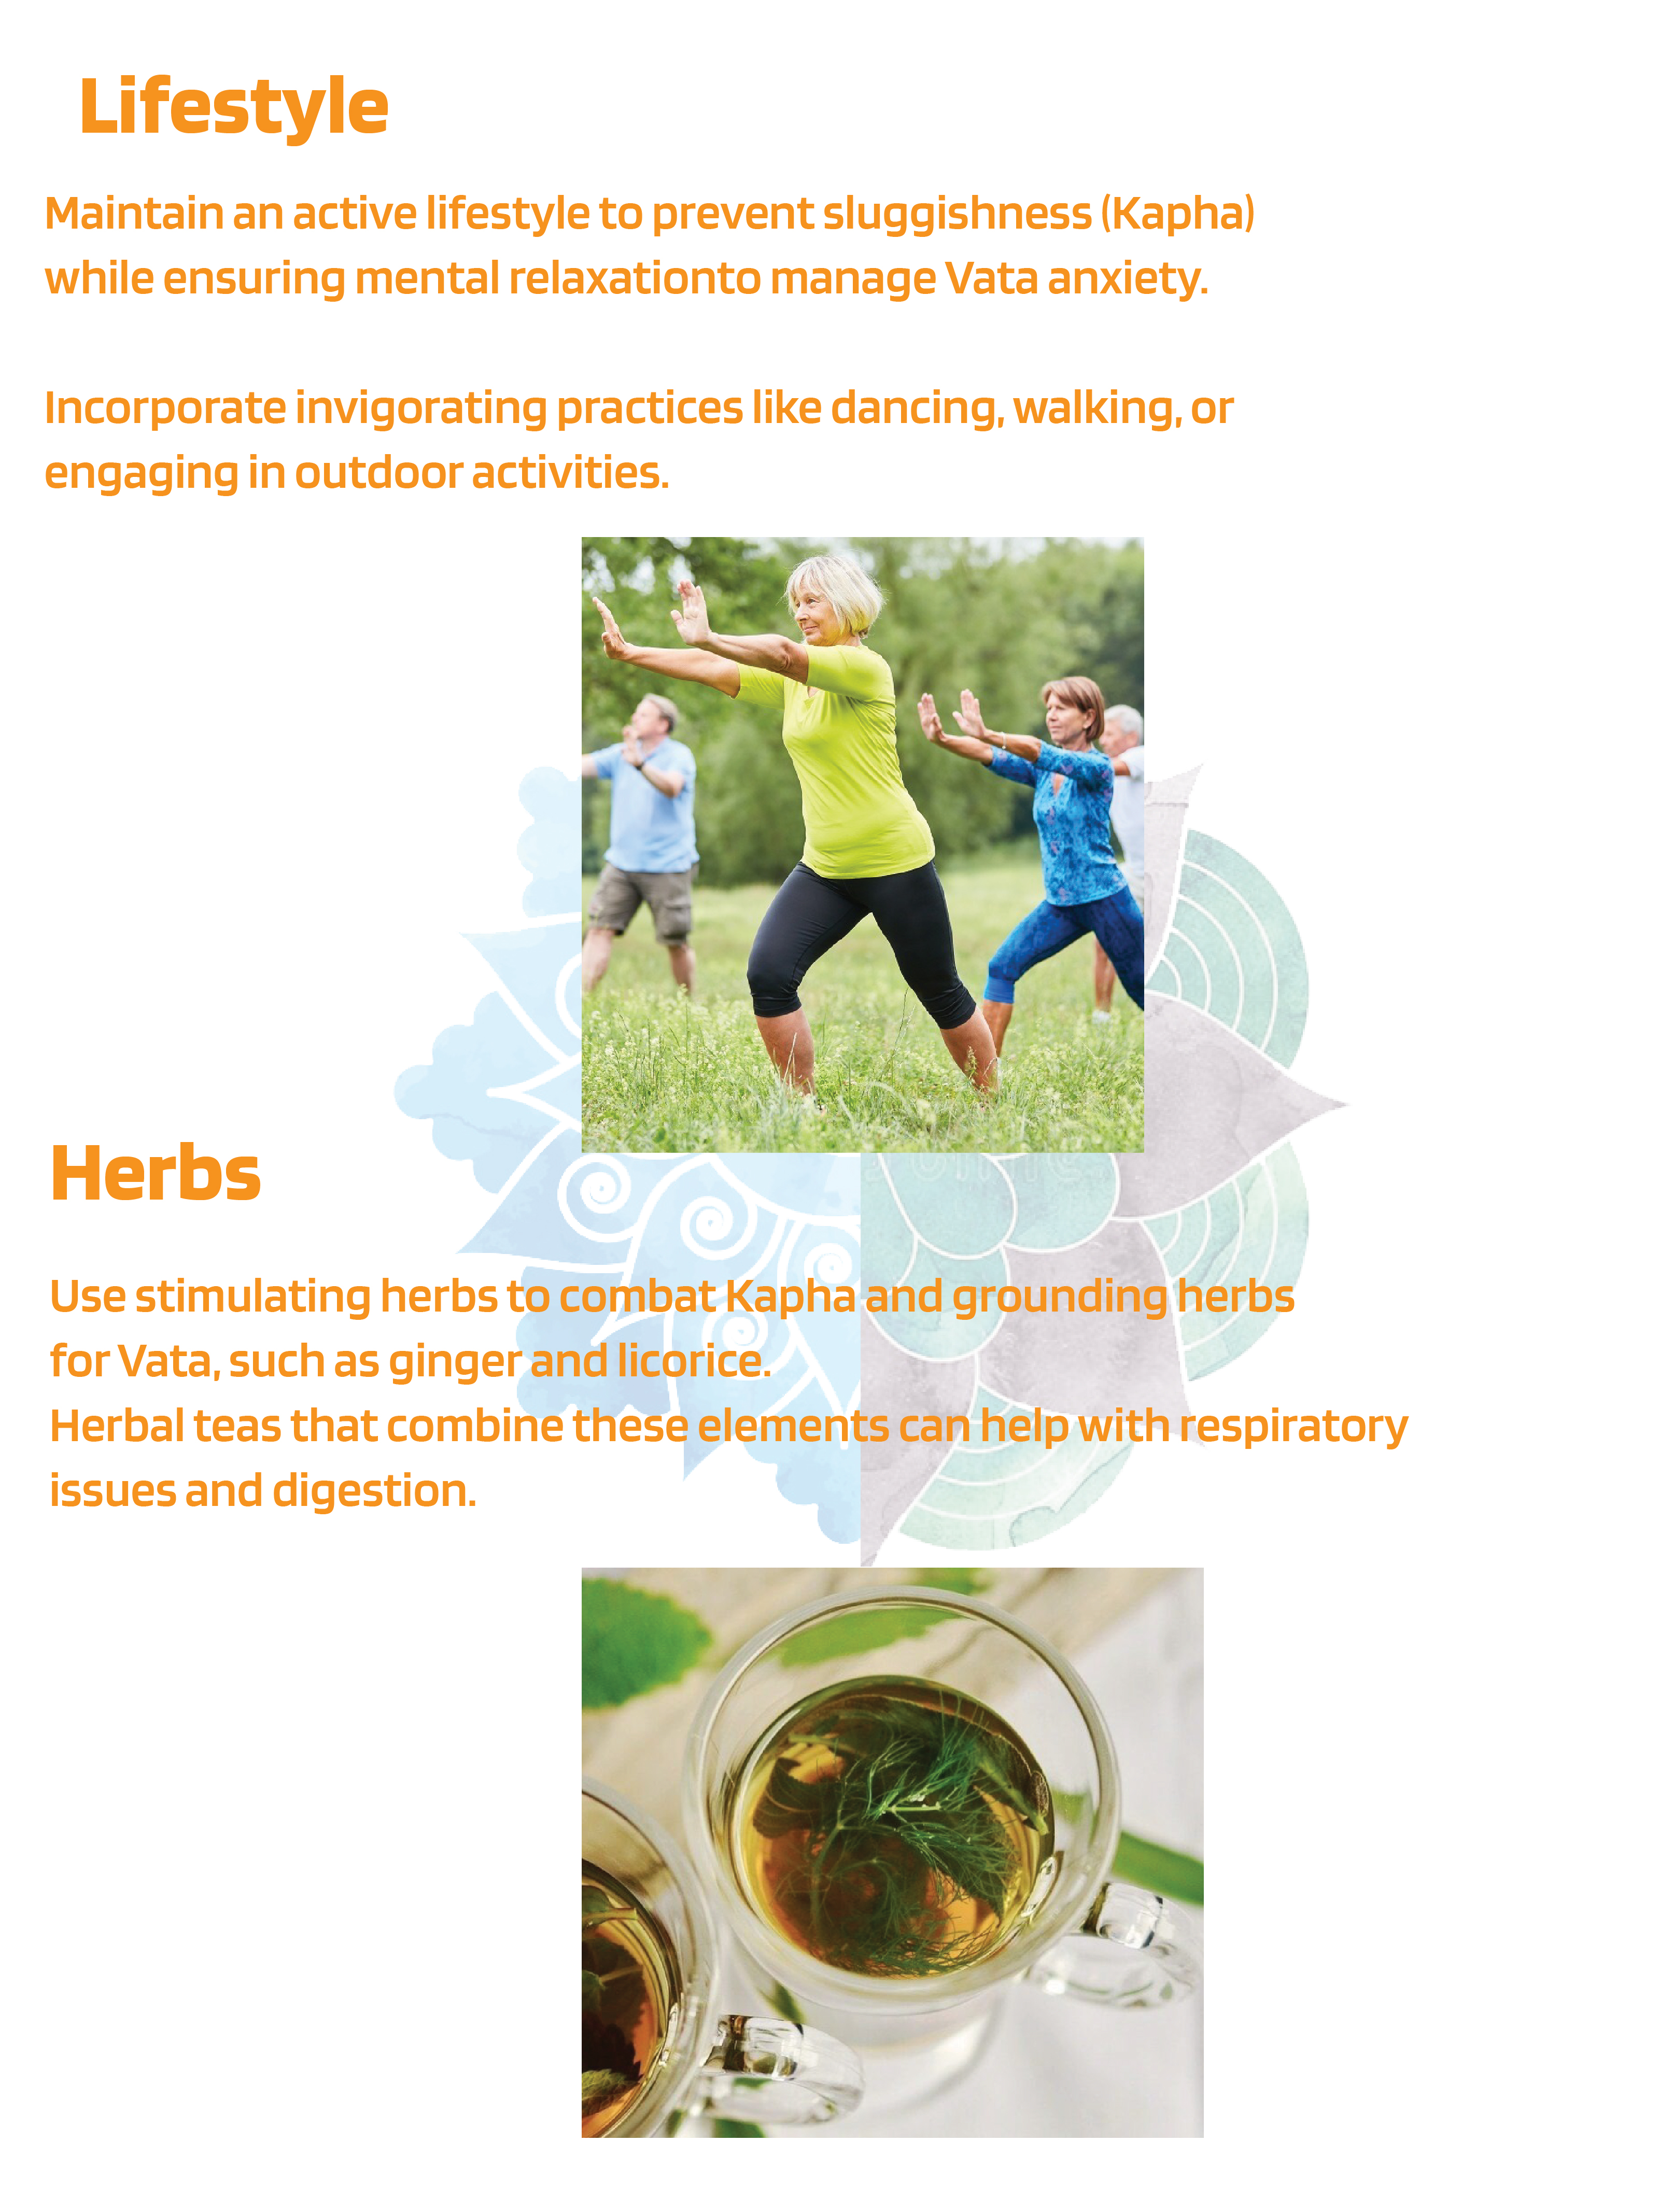 Lifestyle
Maintain an active lifestyle to prevent sluggishness (Kapha)
while ensuring mental relaxationto manage Vata anxiety.
Incorporate invigorating practices like dancing, walking, or
engaging in outdoor activities.
Herbs
Use stimulating herbs to combat Kapha and grounding herbs
for Vata, such as ginger and licorice.
Herbal teas that combine these elements can help with respiratory
issues and digestion.